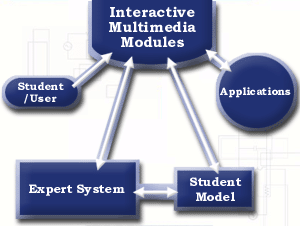 Interactive
Multimedia
Modules
Student
/User
Applications
Expert System
Student
Model